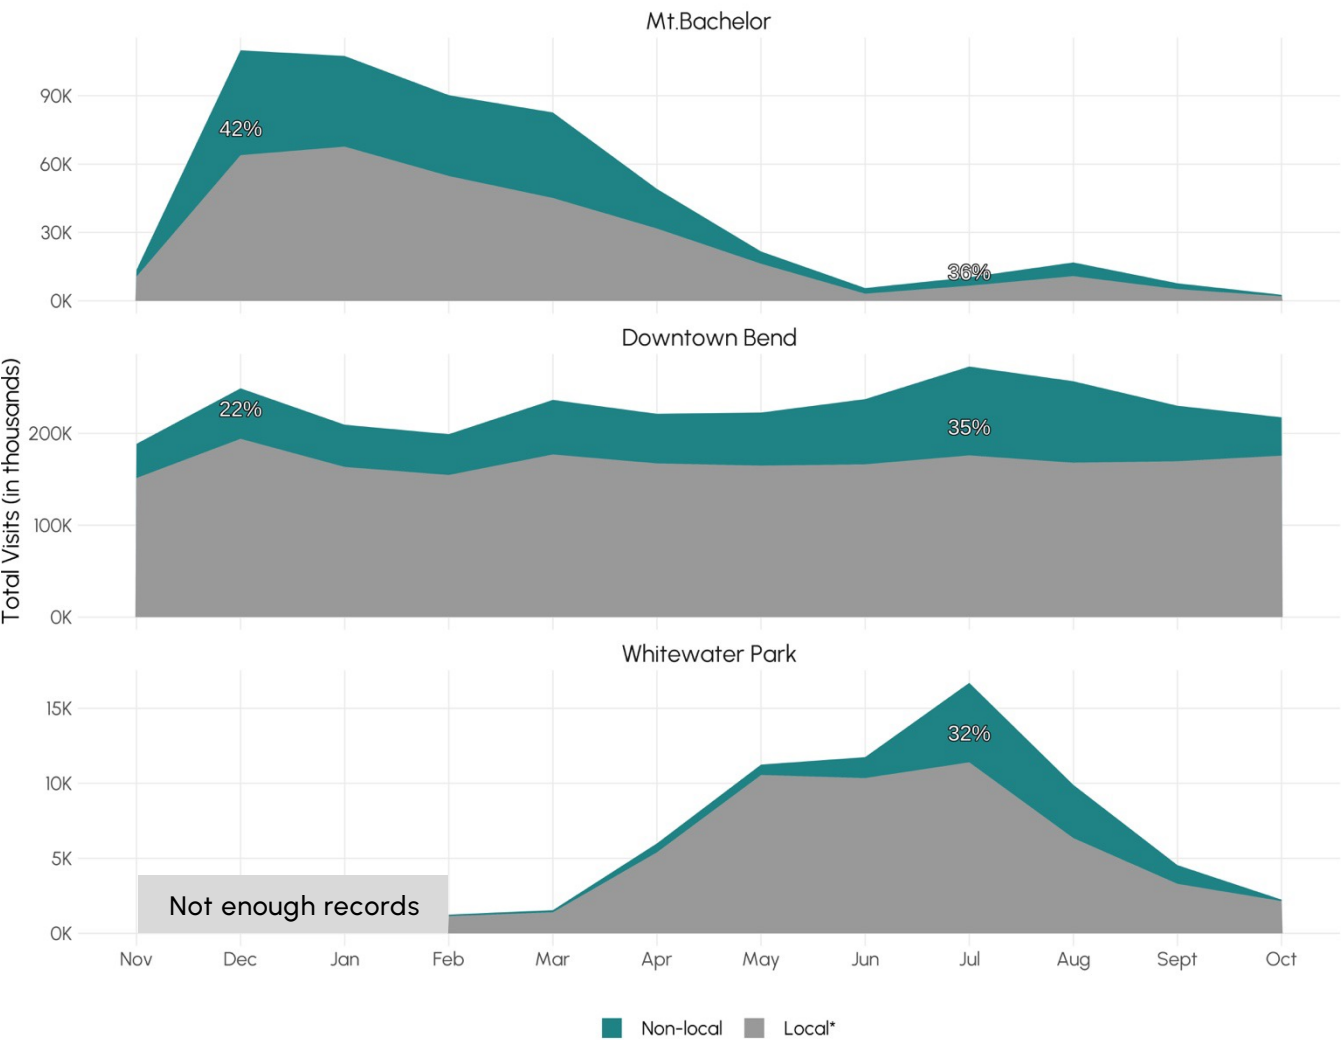 Mt.Bachelor
90K
42%
60K
30K
36%
0K
Downtown Bend
22%
200K
35%
100K
0K
Total Visits (in thousands)
Whitewater Park
15K
32%
10K
5K
Not enough records
0K
Nov Dec Jan Feb Mar Apr May Jun Jul Aug Sept Oct
Non-local Local*